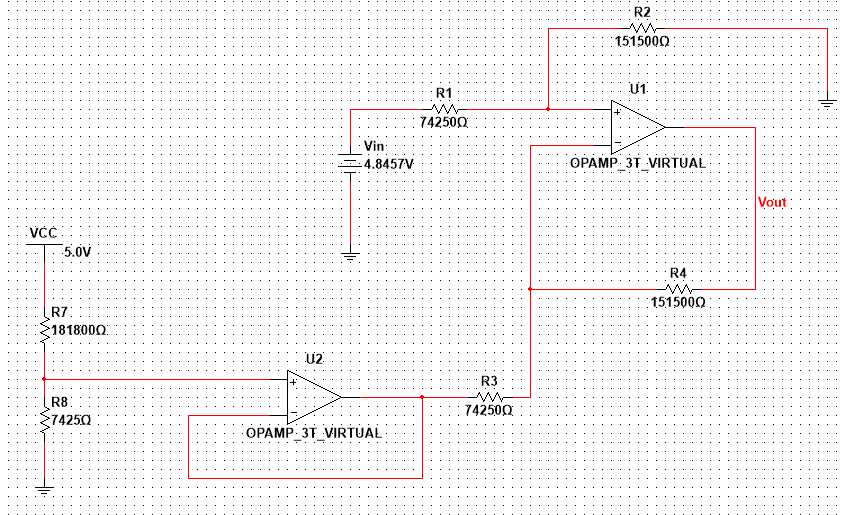 R2
151500Ω
U1
+
−
OPAMP_3T_VIRTUAL
R1
74250Ω
Vin
4.8457V
Vout
VCC
5.0V
R4
151500Ω
R7
181800Ω
U2
+
−
OPAMP_3T_VIRTUAL
R3
74250Ω
R8
7425Ω